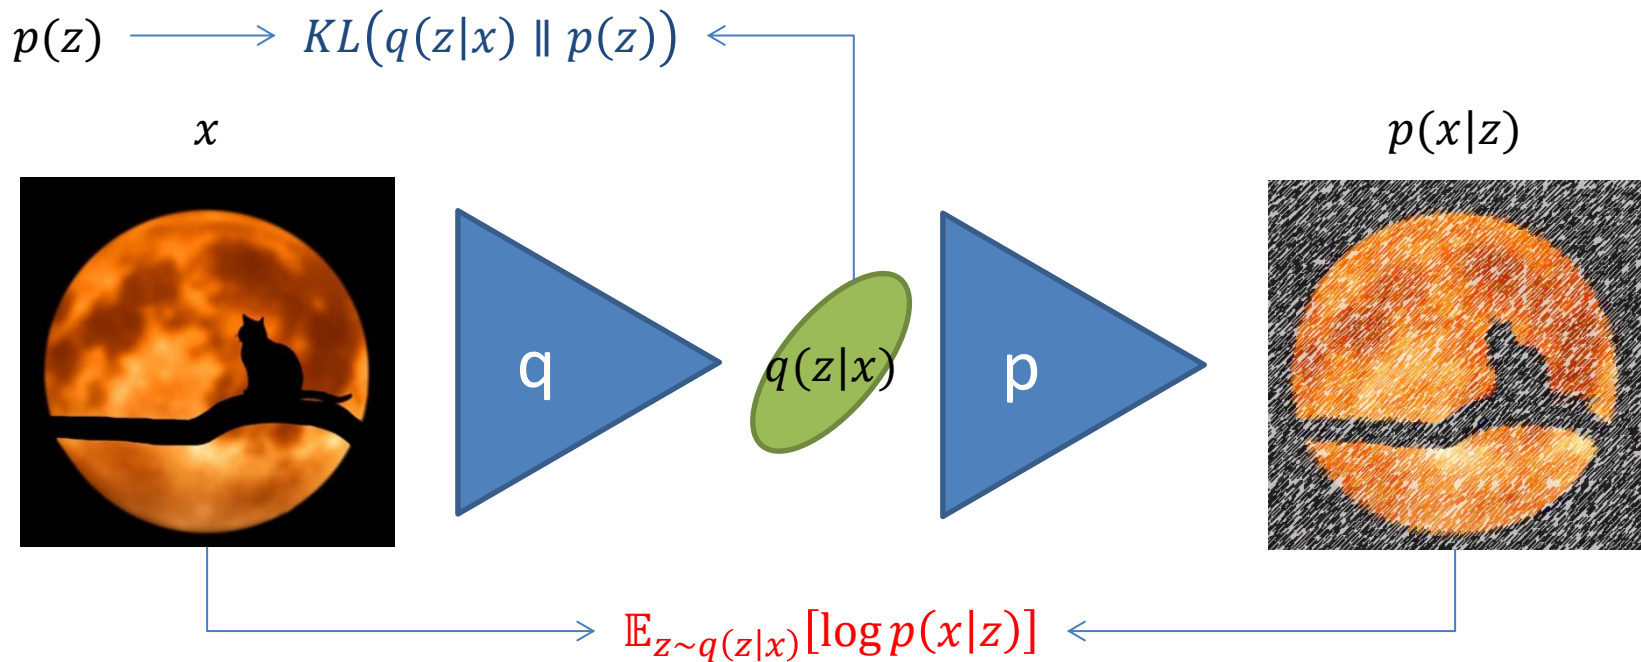 p(z) KL(q(z|x) ∥ p(z))
x p(x|z)
q q(z|x) p
𝔼z~q(z|x)[log p(x|z)]